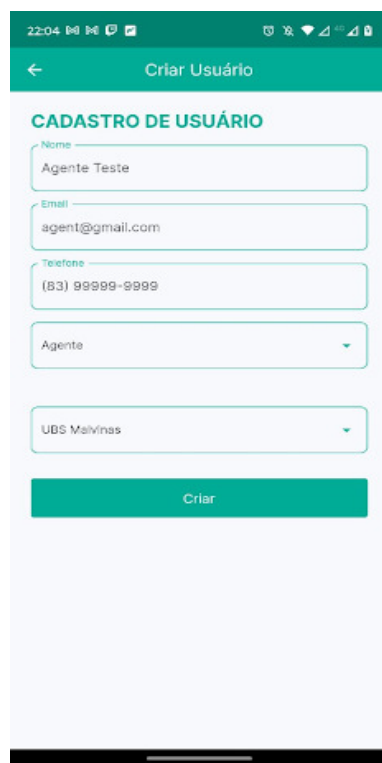 22:04
4G
Criar Usuário
CADASTRO DE USUÁRIO
Nome
Agente Teste
Email
agent@gmail.com
Telefone
(83) 99999-9999
Agente
UBS Malvinas
Criar